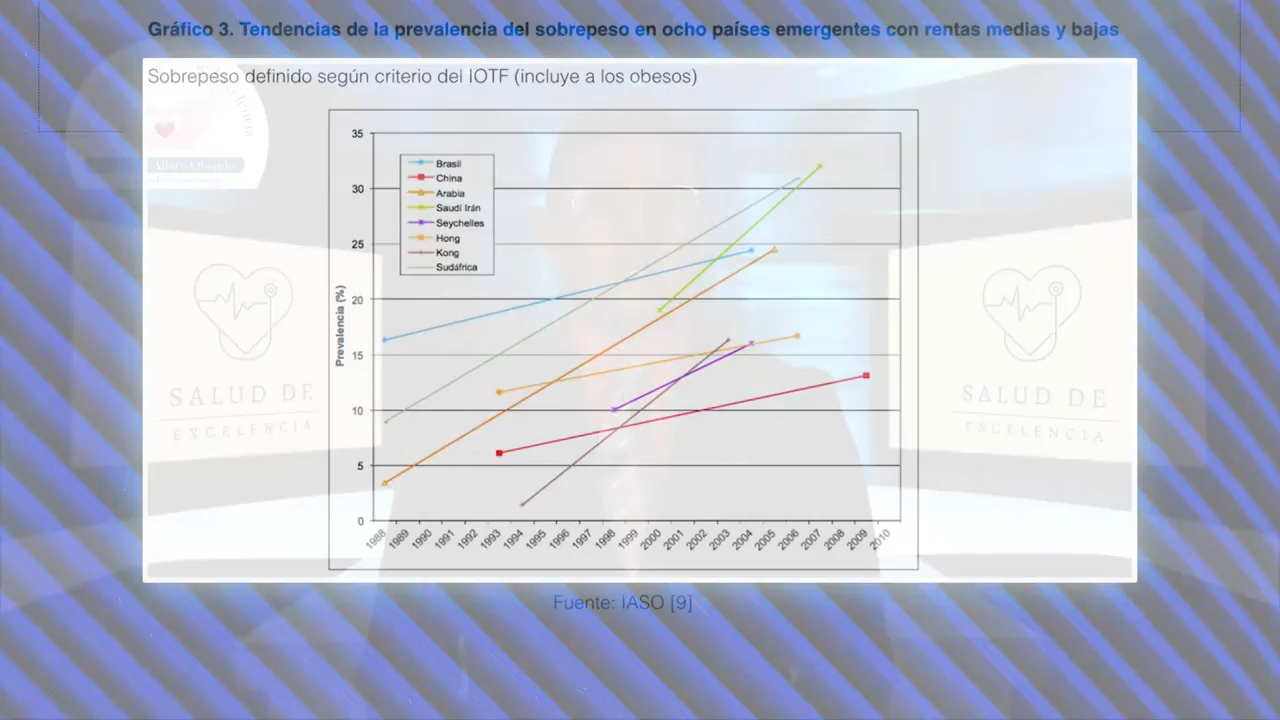 Gráfico 3. Tendencias de la prevalencia del sobrepeso en ocho países emergentes con rentas medias y bajas
Sobrepeso definido según criterio del IOTF (incluye a los obesos)
35
30
25
20
15
10
5
0
Prevalencia (%)
Brasil
China
Arabia
Saudí Irán
Seychelles
Hong
Kong
Sudáfrica
1988 1989 1990 1991 1992 1993 1994 1995 1996 1997 1998 1999 2000 2001 2002 2003 2004 2005 2006 2007 2008 2009 2010
SALUD DE
EXCELENCIA
SALUD DE
EXCELENCIA
Fuente: IASO [9]